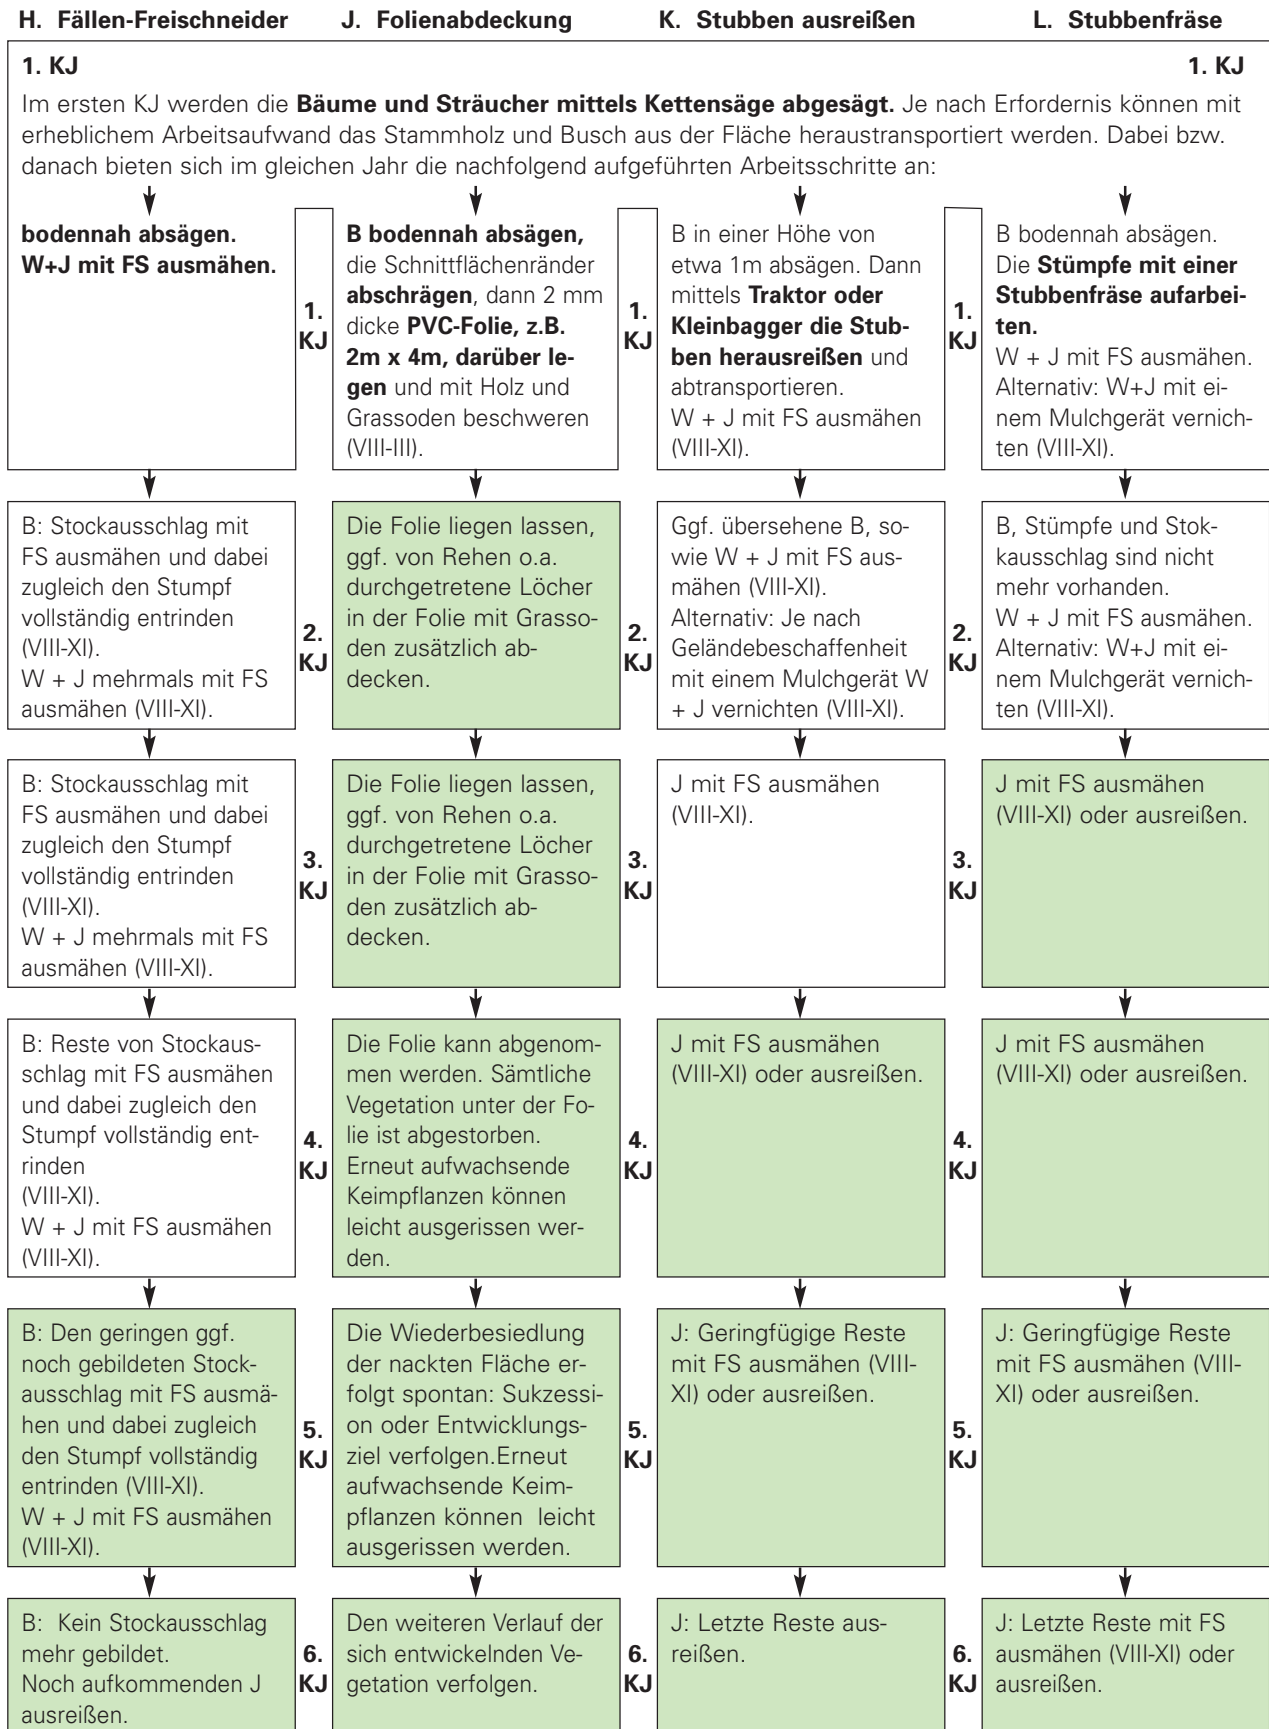 H. Fällen-Freischneider
J. Folienabdeckung
K. Stubben ausreißen
L. Stubbenfräse
1. KJ
1. KJ
Im ersten KJ werden die Bäume und Sträucher mittels Kettensäge abgesägt. Je nach Erfordernis können mit
erheblichem Arbeitsaufwand das Stammholz und Busch aus der Fläche heraustransportiert werden. Dabei bzw.
danach bieten sich im gleichen Jahr die nachfolgend aufgeführten Arbeitsschritte an:
bodennah absägen.
W+J mit FS ausmähen.
1.
KJ
B bodennah absägen,
die Schnittflächenränder
abschrägen, dann 2 mm
dicke PVC-Folie, z.B.
2m x 4m, darüber le-
gen und mit Holz und
Grassoden beschweren
(VIII-III).
1.
KJ
B in einer Höhe von
etwa 1m absägen. Dann
mittels Traktor oder
Kleinbagger die Stub-
ben herausreißen und
abtransportieren.
W + J mit FS ausmähen
(VIII-XI).
1.
KJ
B bodennah absägen.
Die Stümpfe mit einer
Stubbenfräse aufarbei-
ten.
W + J mit FS ausmähen.
Alternativ: W+J mit ei-
nem Mulchgerät vernich-
ten (VIII-XI).
B: Stockausschlag mit
FS ausmähen und dabei
zugleich den Stumpf
vollständig entrinden
(VIII-XI).
W + J mehrmals mit FS
ausmähen (VIII-XI).
2.
KJ
Die Folie liegen lassen,
ggf. von Rehen o.a.
durchgetretene Löcher
in der Folie mit Grasso-
den zusätzlich ab-
decken.
2.
KJ
Ggf. übersehene B, so-
wie W + J mit FS aus-
mähen (VIII-XI).
Alternativ: Je nach
Geländebeschaffenheit
mit einem Mulchgerät W
+ J vernichten (VIII-XI).
2.
KJ
B, Stümpfe und Stok-
kausschlag sind nicht
mehr vorhanden.
W + J mit FS ausmähen.
Alternativ: W+J mit ei-
nem Mulchgerät vernich-
ten (VIII-XI).
B: Stockausschlag mit
FS ausmähen und dabei
zugleich den Stumpf
vollständig entrinden
(VIII-XI).
W + J mehrmals mit FS
ausmähen (VIII-XI).
3.
KJ
Die Folie liegen lassen,
ggf. von Rehen o.a.
durchgetretene Löcher
in der Folie mit Grasso-
den zusätzlich ab-
decken.
3.
KJ
J mit FS ausmähen
(VIII-XI).
3.
KJ
J mit FS ausmähen
(VIII-XI) oder ausreißen.
B: Reste von Stockaus-
schlag mit FS ausmähen
und dabei zugleich den
Stumpf vollständig ent-
rinden
(VIII-XI).
W + J mit FS ausmähen
(VIII-XI).
4.
KJ
Die Folie kann abgenom-
men werden. Sämtliche
Vegetation unter der Fo-
lie ist abgestorben.
Erneut aufwachsende
Keimpflanzen können
leicht ausgerissen wer-
den.
4.
KJ
J mit FS ausmähen
(VIII-XI) oder ausreißen.
4.
KJ
J mit FS ausmähen
(VIII-XI) oder ausreißen.
B: Den geringen ggf.
noch gebildeten Stock-
ausschlag mit FS ausmä-
hen und dabei zugleich
den Stumpf vollständig
entrinden (VIII-XI).
W + J mit FS ausmähen
(VIII-XI).
5.
KJ
Die Wiederbesiedlung
der nackten Fläche er-
folgt spontan: Sukzessi-
on oder Entwicklungs-
ziel verfolgen.Erneut
aufwachsende Keim-
pflanzen können leicht
ausgerissen werden.
5.
KJ
J: Geringfügige Reste
mit FS ausmähen (VIII-
XI) oder ausreißen.
5.
KJ
J: Geringfügige Reste
mit FS ausmähen (VIII-
XI) oder ausreißen.
B: Kein Stockausschlag
mehr gebildet.
Noch aufkommenden J
ausreißen.
6.
KJ
Den weiteren Verlauf der
sich entwickelnden Ve-
getation verfolgen.
6.
KJ
J: Letzte Reste aus-
reißen.
6.
KJ
J: Letzte Reste mit FS
ausmähen (VIII-XI) oder
ausreißen.